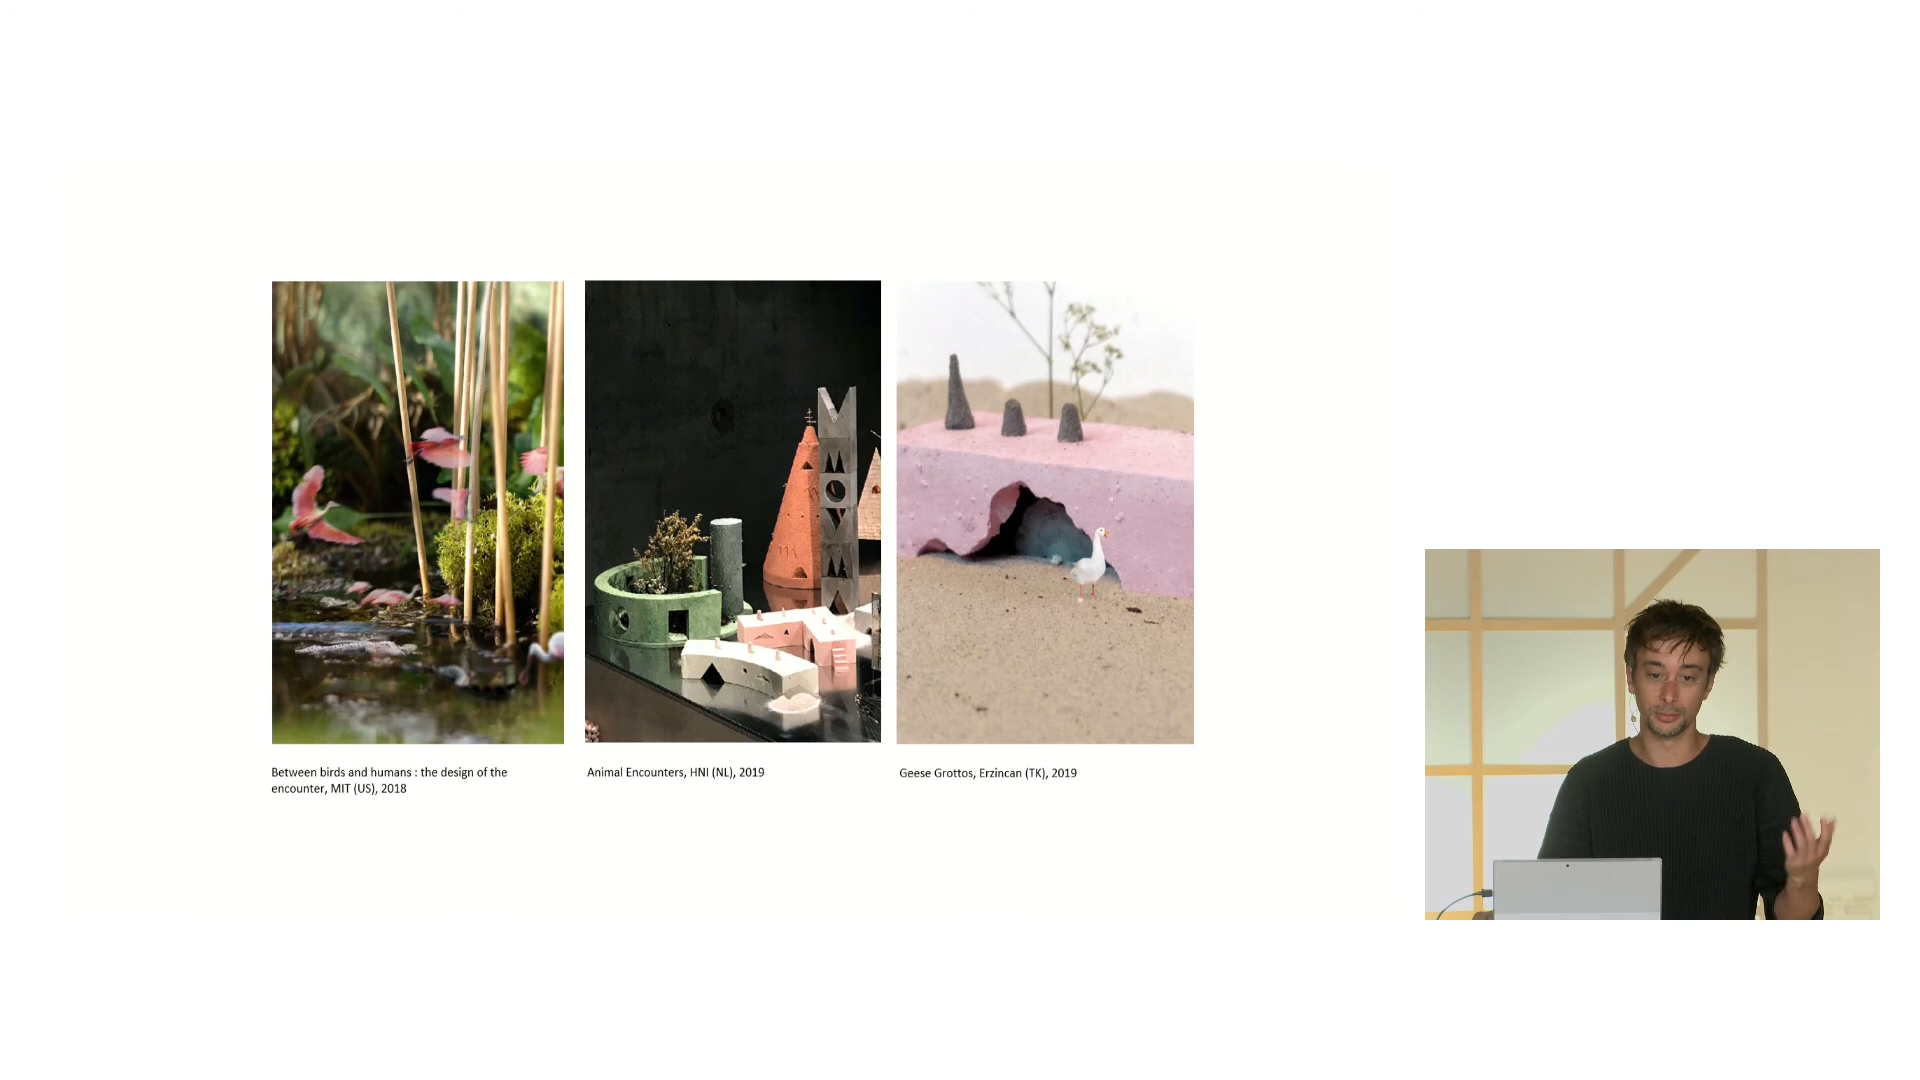 Between birds and humans : the design of the
encounter, MIT (US), 2018
Animal Encounters, HNI (NL), 2019
Geese Grottos, Erzincan (TK), 2019